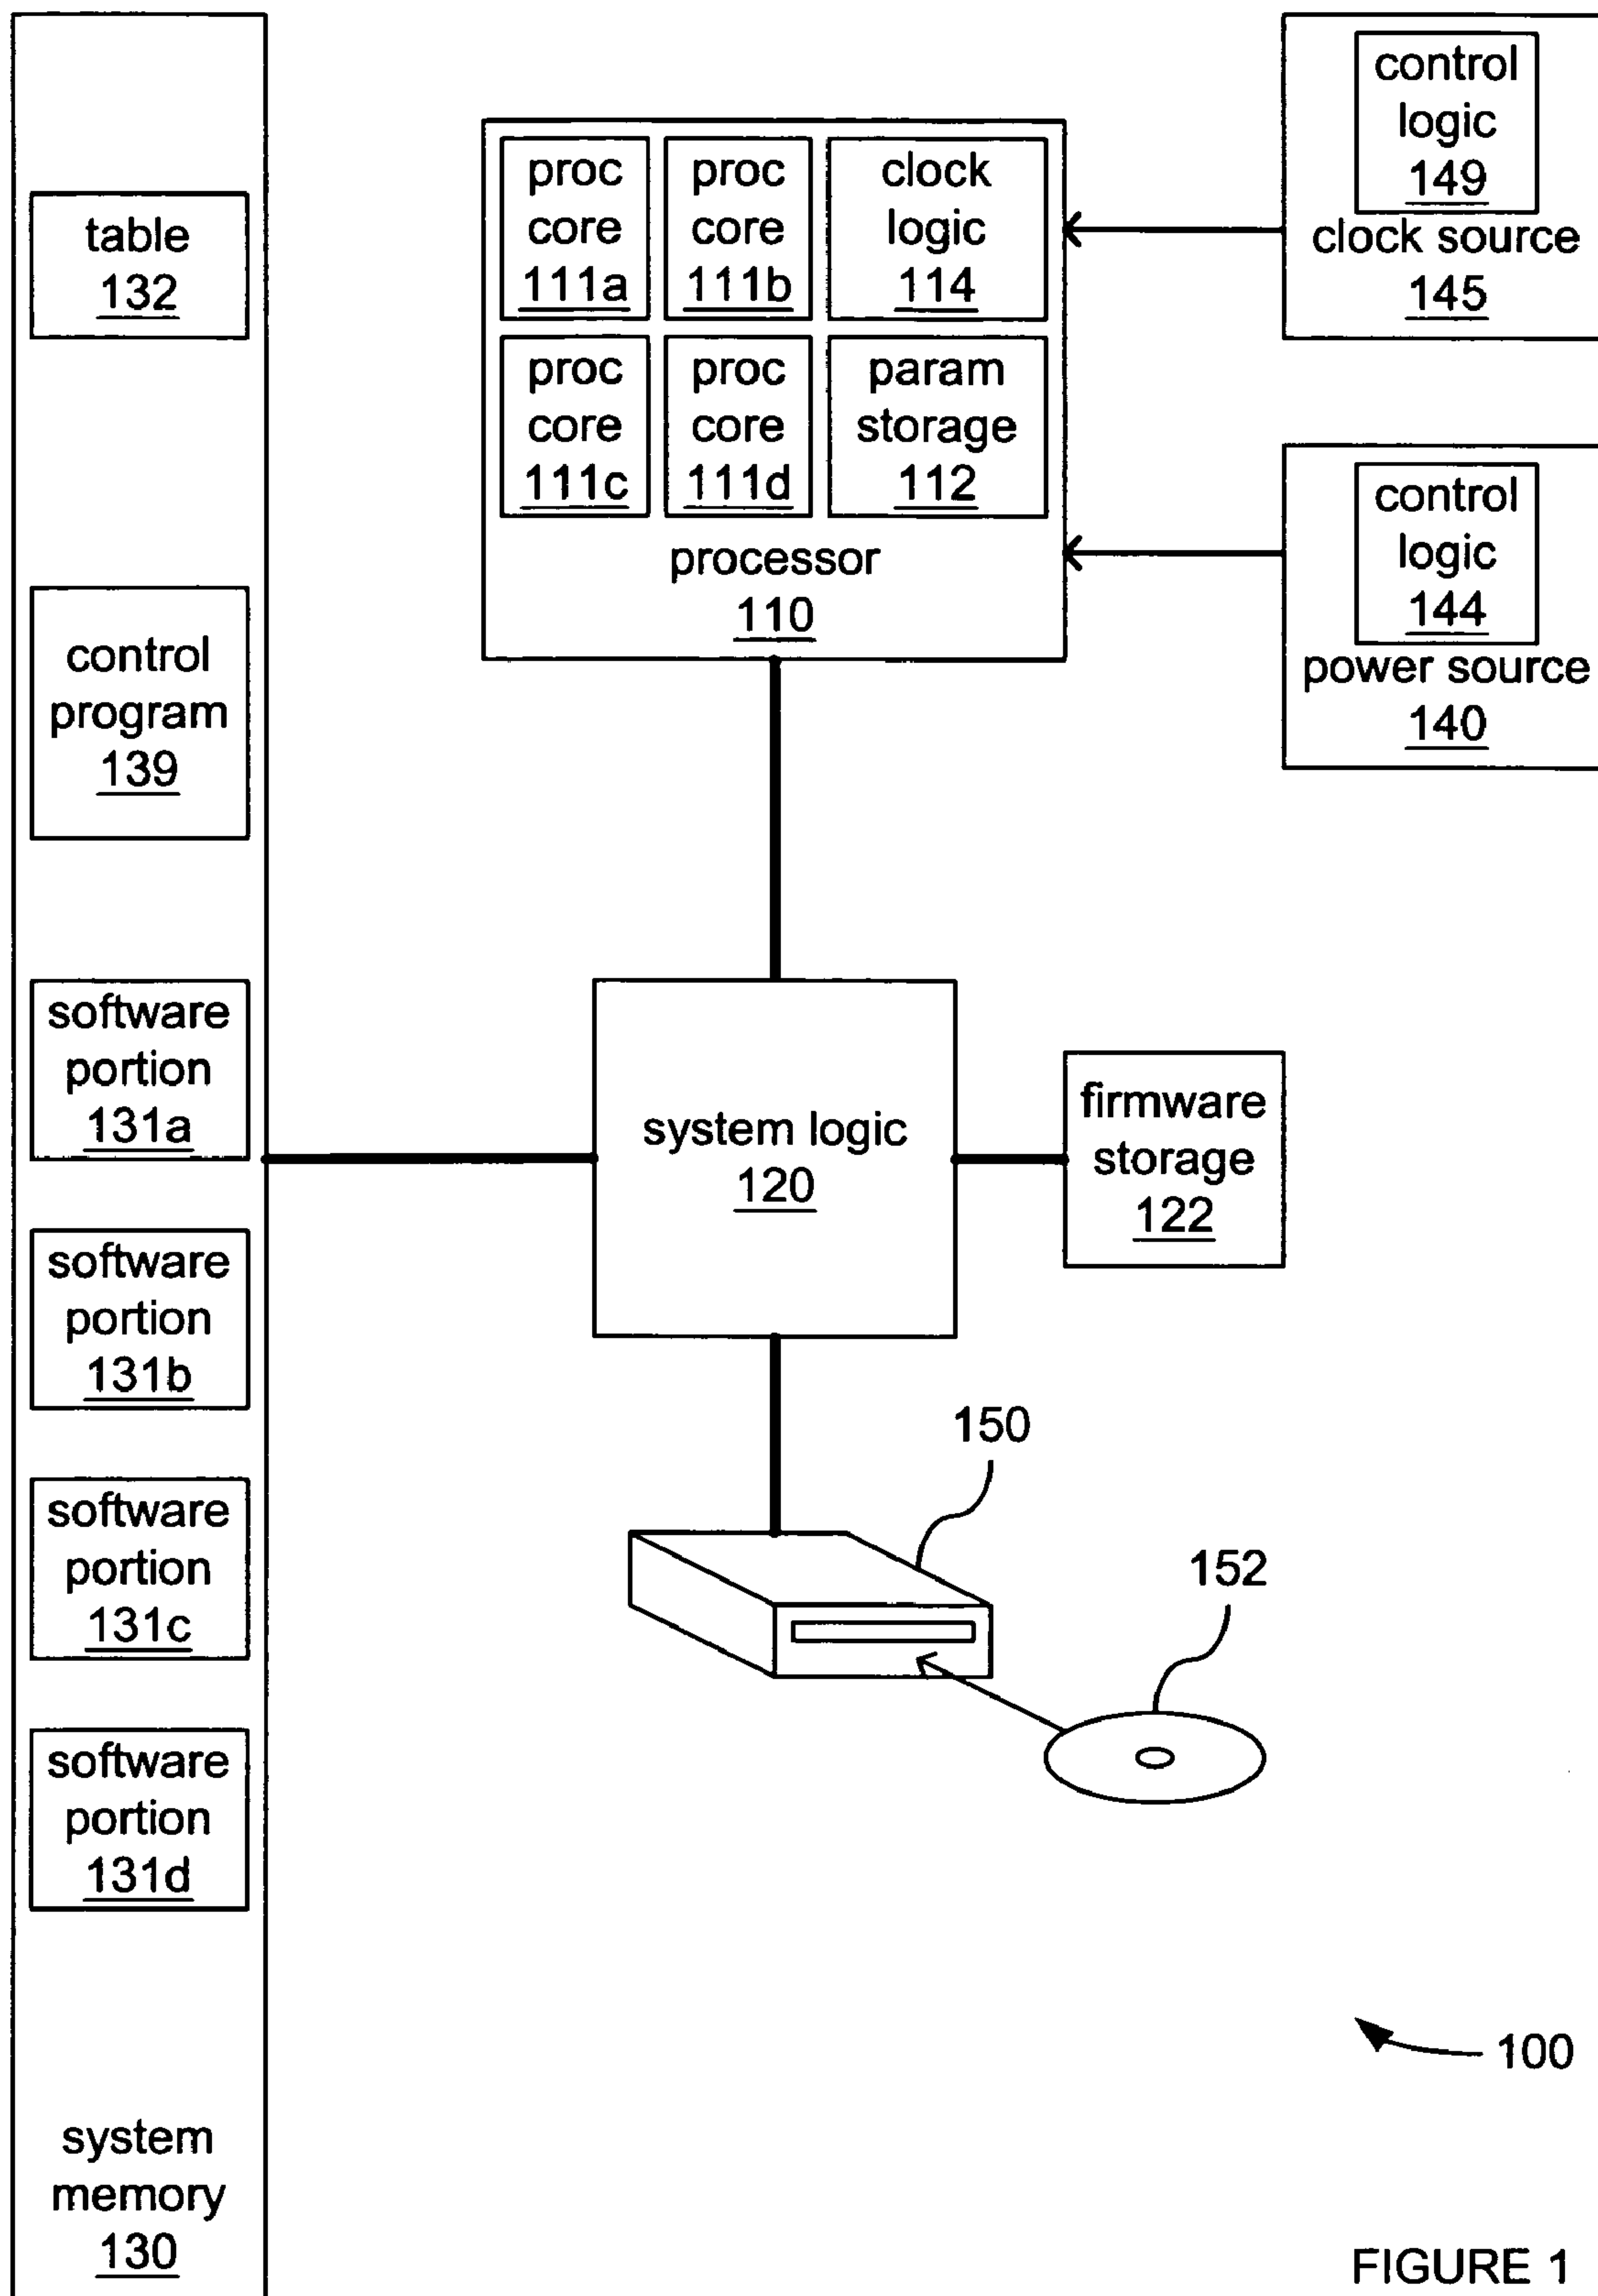 table
132
control
program
139
software
portion
131a
software
portion
131b
software
portion
131c
software
portion
131d
system
memory
130
proc
core
111a
proc
core
111b
clock
logic
114
proc
core
111c
proc
core
111d
param
storage
112
processor
110
control
logic
149
clock source
145
control
logic
144
power source
140
system logic
120
firmware
storage
122
150
152
100
FIGURE 1